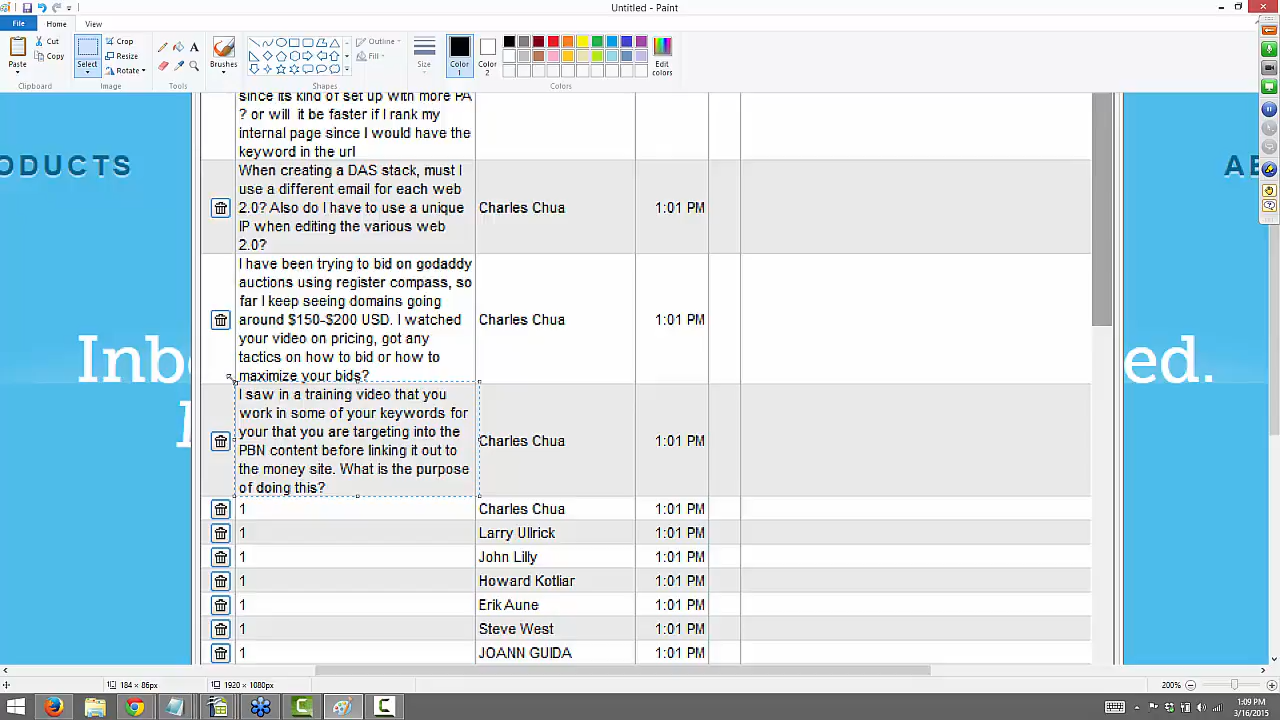 Untitled - Paint
File Home View
Paste
Cut
Copy
Clipboard
Select
Crop
Resize
Rotate
Image
Tools
Brushes
Shapes
Outline
Fill
Size
Color 1
Color 2
Edit colors
Colors
ODUCTS
AB
Inb
ed.
since its kind of set up with more PA
? or will it be faster if I rank my
internal page since I would have the
keyword in the url
When creating a DAS stack, must I
use a different email for each web
2.0? Also do I have to use a unique
IP when editing the various web
2.0?
Charles Chua 1:01 PM
I have been trying to bid on godaddy
auctions using register compass, so
far I keep seeing domains going
around $150-$200 USD. I watched
your video on pricing, got any
tactics on how to bid or how to
maximize your bids?
Charles Chua 1:01 PM
I saw in a training video that you
work in some of your keywords for
your that you are targeting into the
PBN content before linking it out to
the money site. What is the purpose
of doing this?
Charles Chua 1:01 PM
1 Charles Chua 1:01 PM
1 Larry Ullrick 1:01 PM
1 John Lilly 1:01 PM
1 Howard Kotliar 1:01 PM
1 Erik Aune 1:01 PM
1 Steve West 1:01 PM
1 JOANN GUIDA 1:01 PM
184 × 86px
1920 × 1080px
200%
1:09 PM
3/16/2015